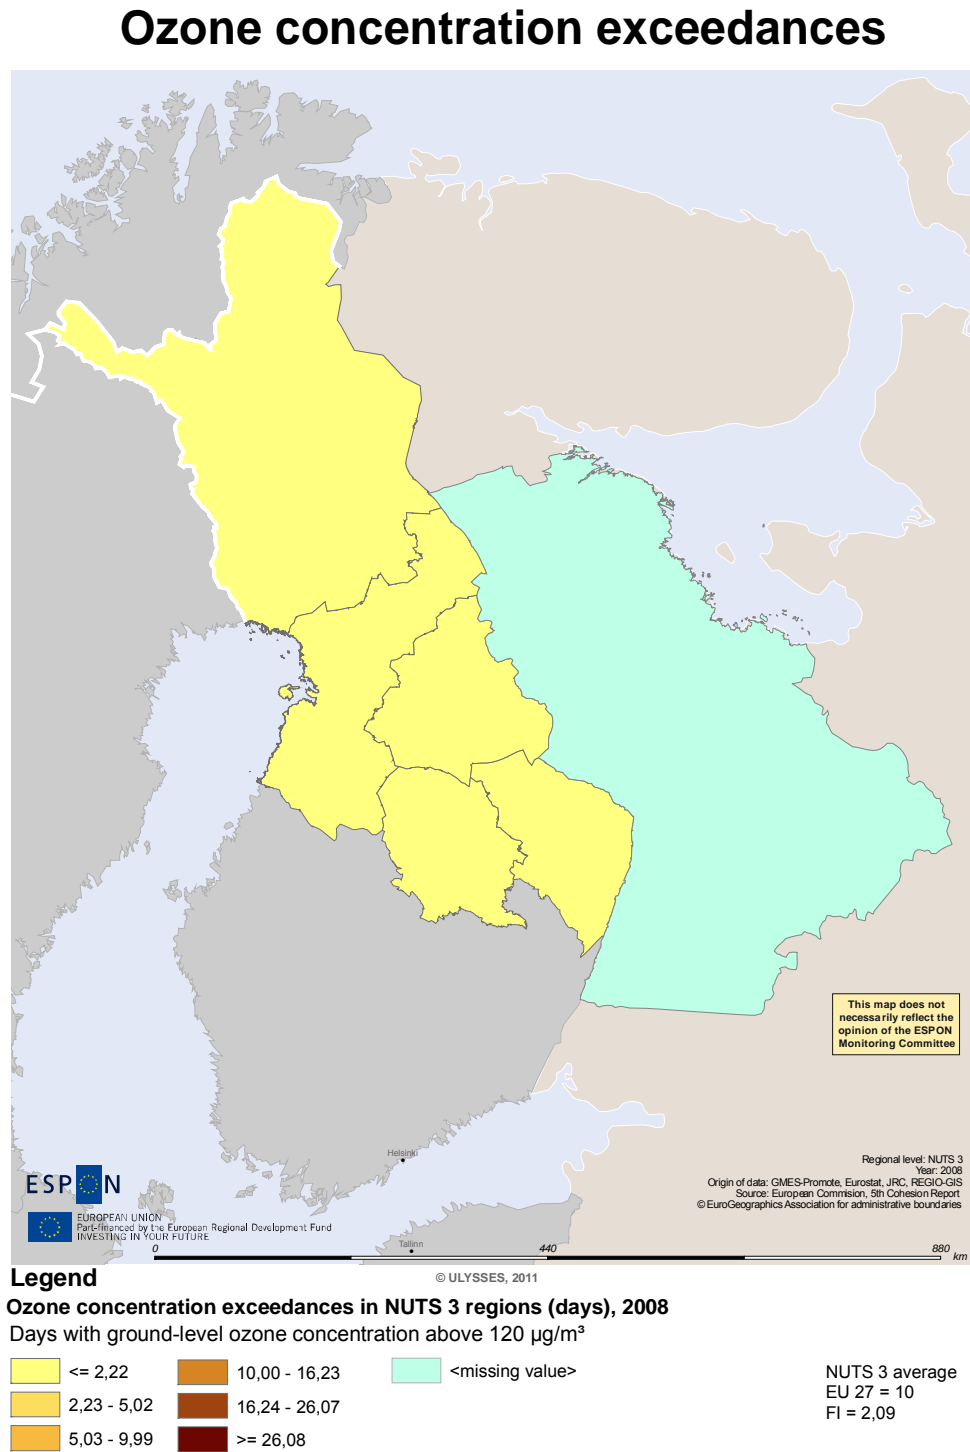 Ozone concentration exceedances
This map does not
necessarily reflect the
opinion of the ESPON
Monitoring Committee
Helsinki
Regional level: NUTS 3
Year: 2008
Origin of data: GMES-Promote, Eurostat, JRC, REGIO-GIS
Source: European Commision, 5th Cohesion Report
© EuroGeographics Association for administrative boundaries
ESPON
EUROPEAN UNION
Part-financed by the European Regional Development Fund
INVESTING IN YOUR FUTURE
Tallinn
0 440 880
km
Legend
© ULYSSES, 2011
Ozone concentration exceedances in NUTS 3 regions (days), 2008
Days with ground-level ozone concentration above 120 µg/m³
<= 2,22
2,23 - 5,02
5,03 - 9,99
10,00 - 16,23
16,24 - 26,07
>= 26,08
<missing value>
NUTS 3 average
EU 27 = 10
FI = 2,09